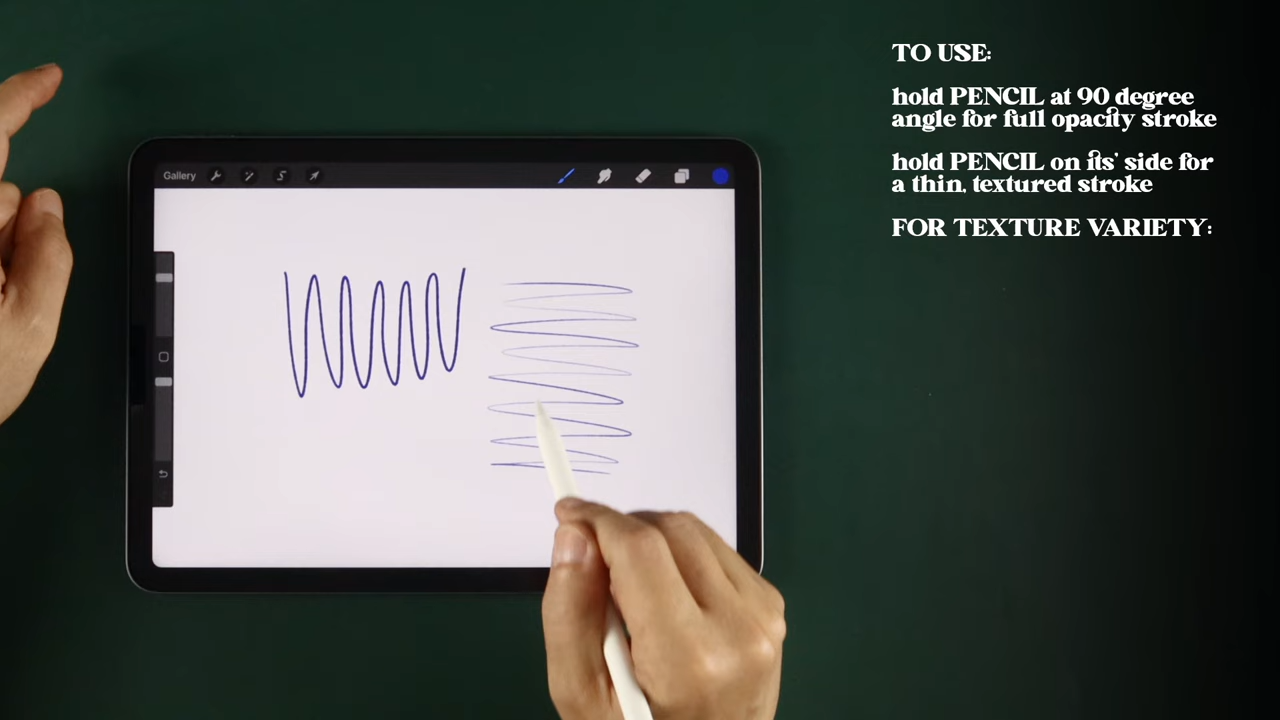 TO USE:
hold PENCIL at 90 degree
angle for full opacity stroke
hold PENCIL on its' side for
a thin, textured stroke
FOR TEXTURE VARIETY:
Gallery